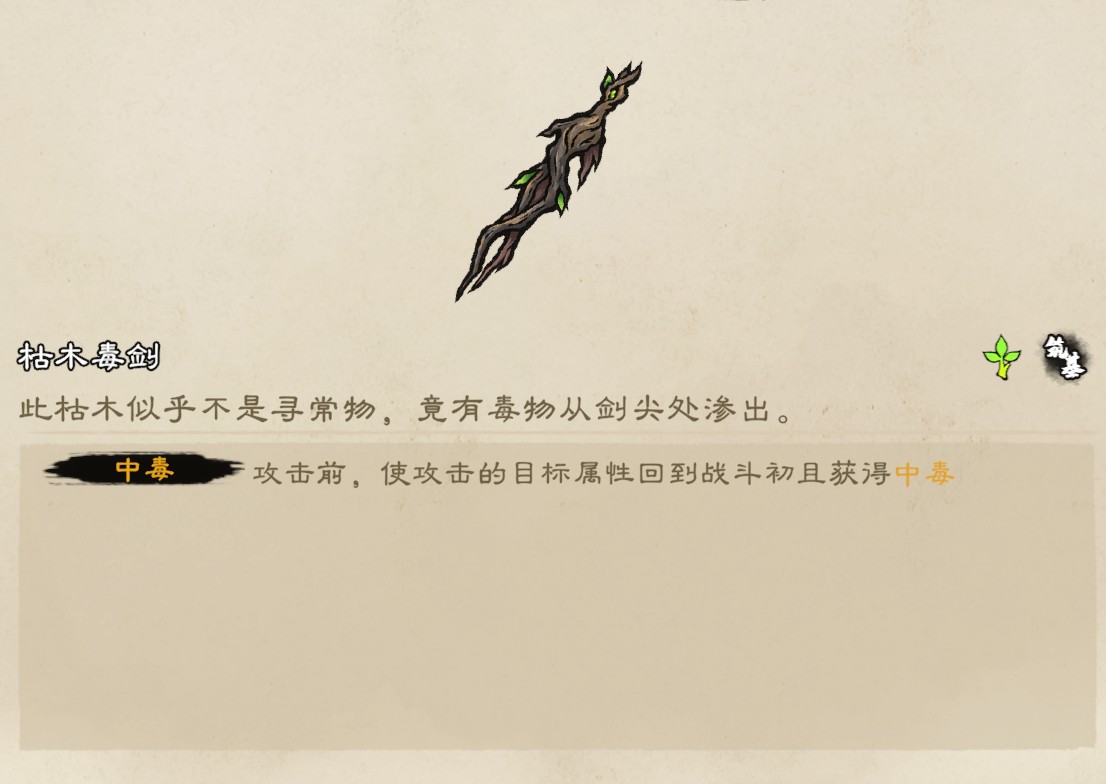 枯木毒剑
筑基
此枯木似乎不是寻常物，竟有毒物从剑尖处渗出。
中毒 攻击前，使攻击的目标属性回到战斗初且获得中毒